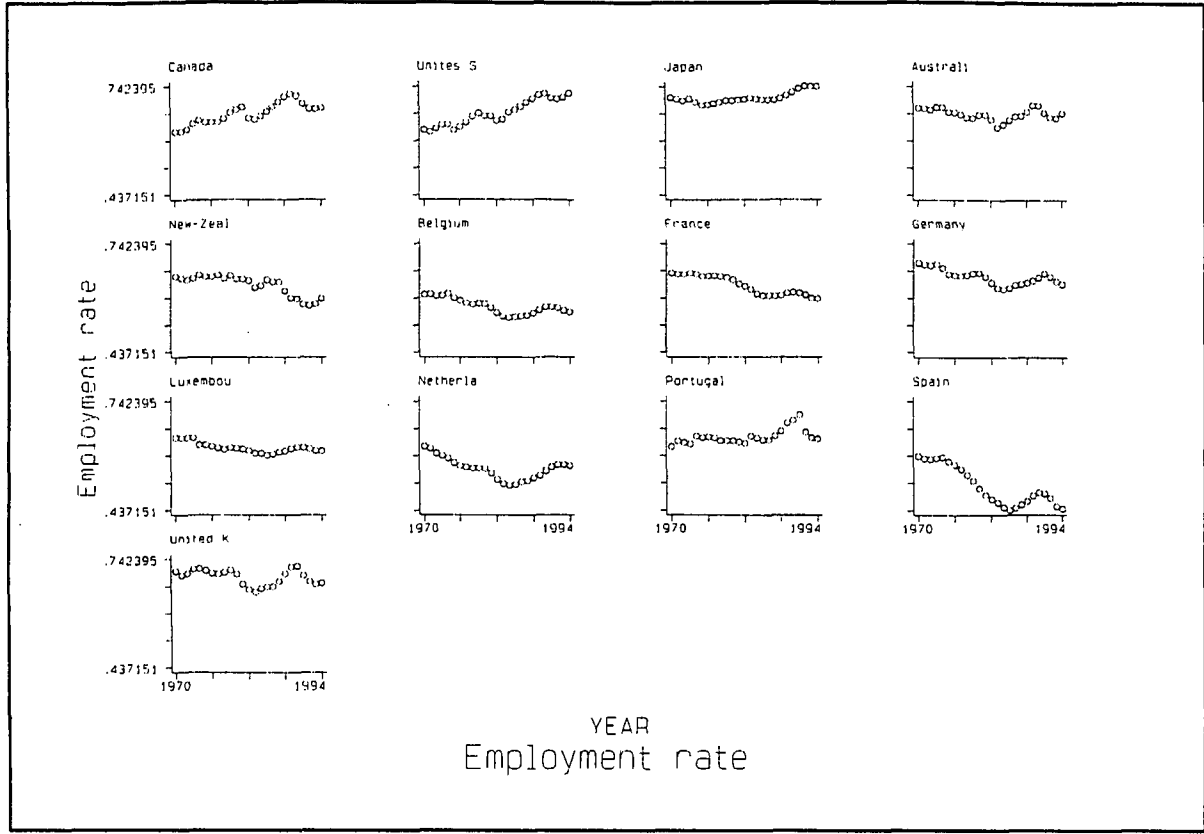 Canada Unites S Japan Australi
742395
.437151
New-Zeal Belgium France Germany
.742395
.437151
Employment rate
Luxembou Netherla Portugal Spain
.742395
.437151
1970 1994 1970 1994 1970 1994
United K
.742395
.437151
1970 1994
YEAR
Employment rate